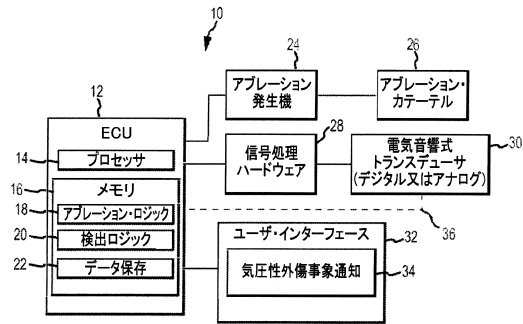 10
12
ECU
14
プロセッサ
16
メモリ
18
アブレーション・ロジック
20
検出ロジック
22
データ保存
24
アブレーション
発生機
26
アブレーション・
カテーテル
28
信号処理
ハードウェア
30
電気音響式
トランスデューサ
(デジタル又はアナログ)
36
32
ユーザ・インターフェース
34
気圧性外傷事象通知